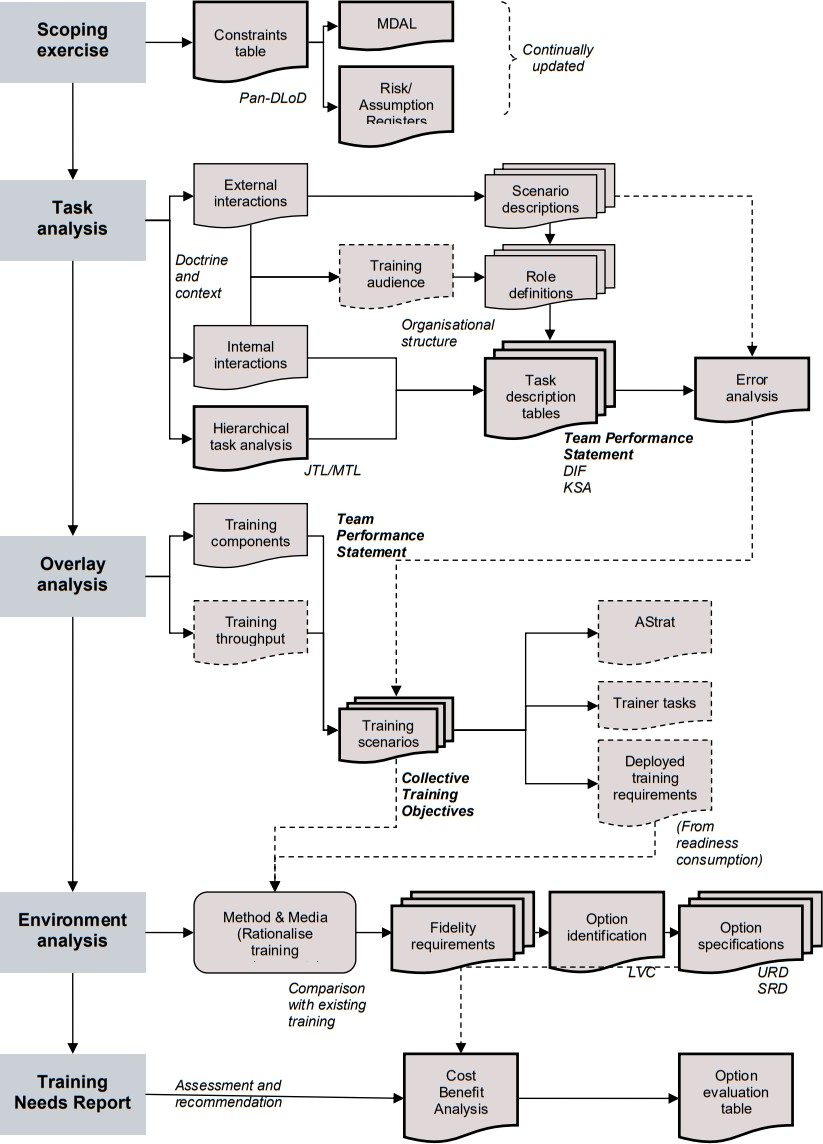 Scoping
exercise
Constraints
table
MDAL
Continually
updated
Pan-DLoD
Risk/
Assumption
Registers
Task
analysis
External
interactions
Scenario
descriptions
Doctrine
and
context
Training
audience
Role
definitions
Organisational
structure
Internal
interactions
Task
description
tables
Error
analysis
Hierarchical
task analysis
JTL/MTL
Team Performance
Statement
DIF
KSA
Overlay
analysis
Training
components
Team
Performance
Statement
Training
throughput
AStrat
Training
scenarios
Trainer tasks
Deployed
training
requirements
Collective
Training
Objectives
(From
readiness
consumption)
Environment
analysis
Method & Media
(Rationalise
training
Fidelity
requirements
Option
identification
Option
specifications
LVC
URD
SRD
Comparison
with existing
training
Training
Needs Report
Assessment and
recommendation
Cost
Benefit
Analysis
Option
evaluation
table